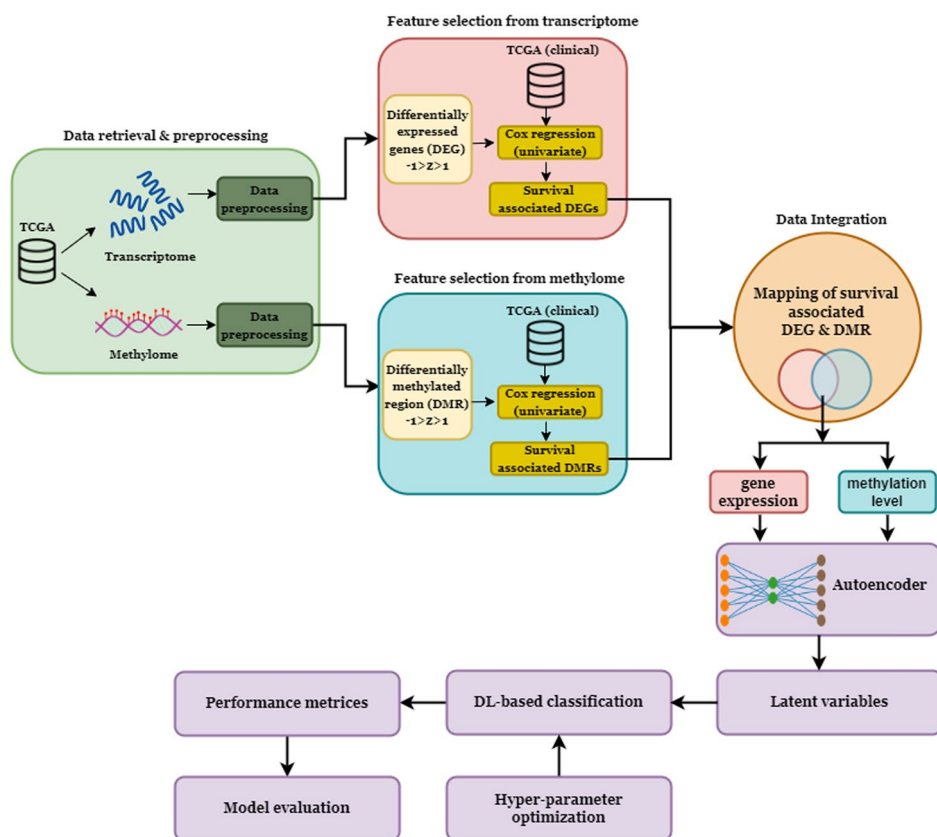 Feature selection from transcriptome
TCGA (clinical)
Differentially
expressed
genes (DEG)
-1>Z>1
Cox regression
(univariate)
Survival
associated DEGs
Data retrieval & preprocessing
TCGA
Transcriptome
Data
preprocessing
Methylome
Data
preprocessing
Feature selection from methylome
TCGA (clinical)
Differentially
methylated
region (DMR)
-1>Z>1
Cox regression
(univariate)
Survival
associated DMRs
Data Integration
Mapping of survival
associated
DEG & DMR
gene
expression
methylation
level
Autoencoder
Latent variables
DL-based classification
Performance metrices
Model evaluation
Hyper-parameter
optimization